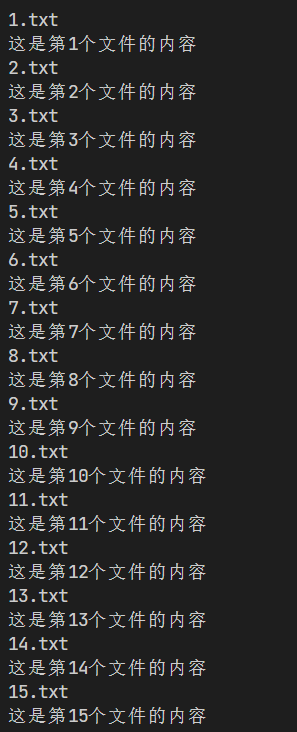 1.txt
这是第1个文件的内容
2.txt
这是第2个文件的内容
3.txt
这是第3个文件的内容
4.txt
这是第4个文件的内容
5.txt
这是第5个文件的内容
6.txt
这是第6个文件的内容
7.txt
这是第7个文件的内容
8.txt
这是第8个文件的内容
9.txt
这是第9个文件的内容
10.txt
这是第10个文件的内容
11.txt
这是第11个文件的内容
12.txt
这是第12个文件的内容
13.txt
这是第13个文件的内容
14.txt
这是第14个文件的内容
15.txt
这是第15个文件的内容